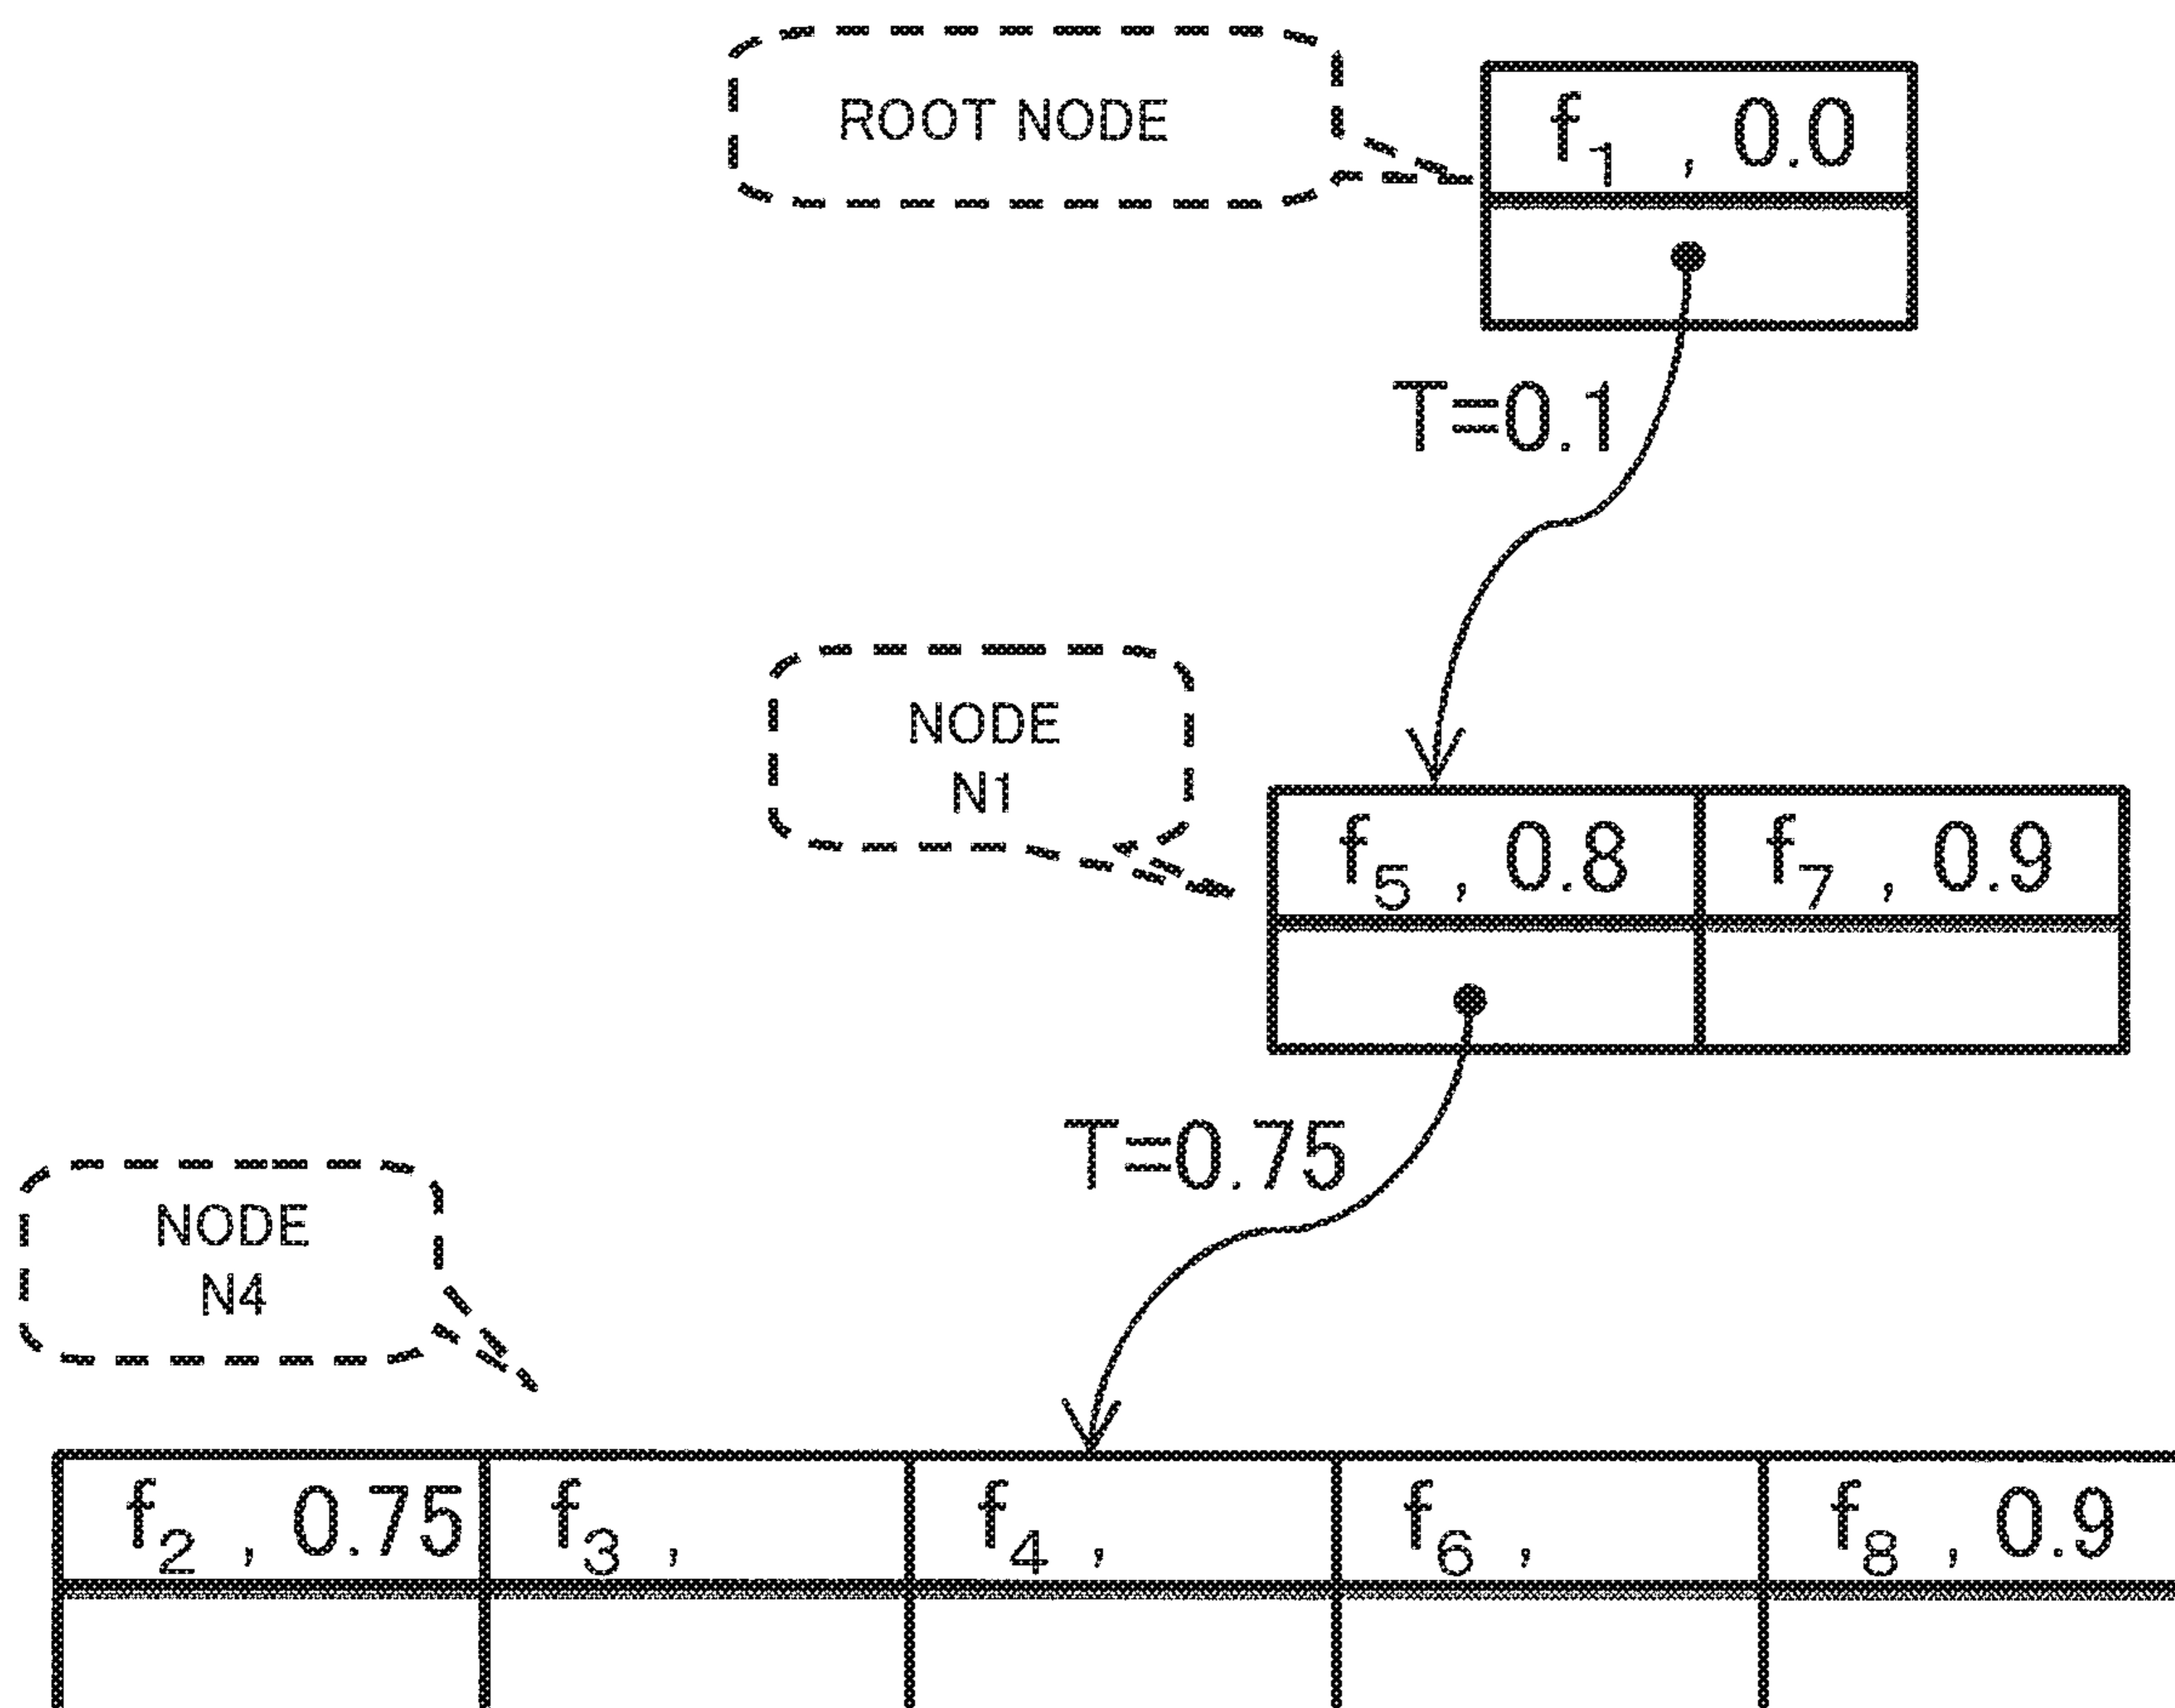 ROOT NODE
f₁ , 0.0
T=0.1
NODE
N1
f₅ , 0.8
f₇ , 0.9
T=0.75
NODE
N4
f₂ , 0.75
f₃ ,
f₄ ,
f₆ ,
f₈ , 0.9